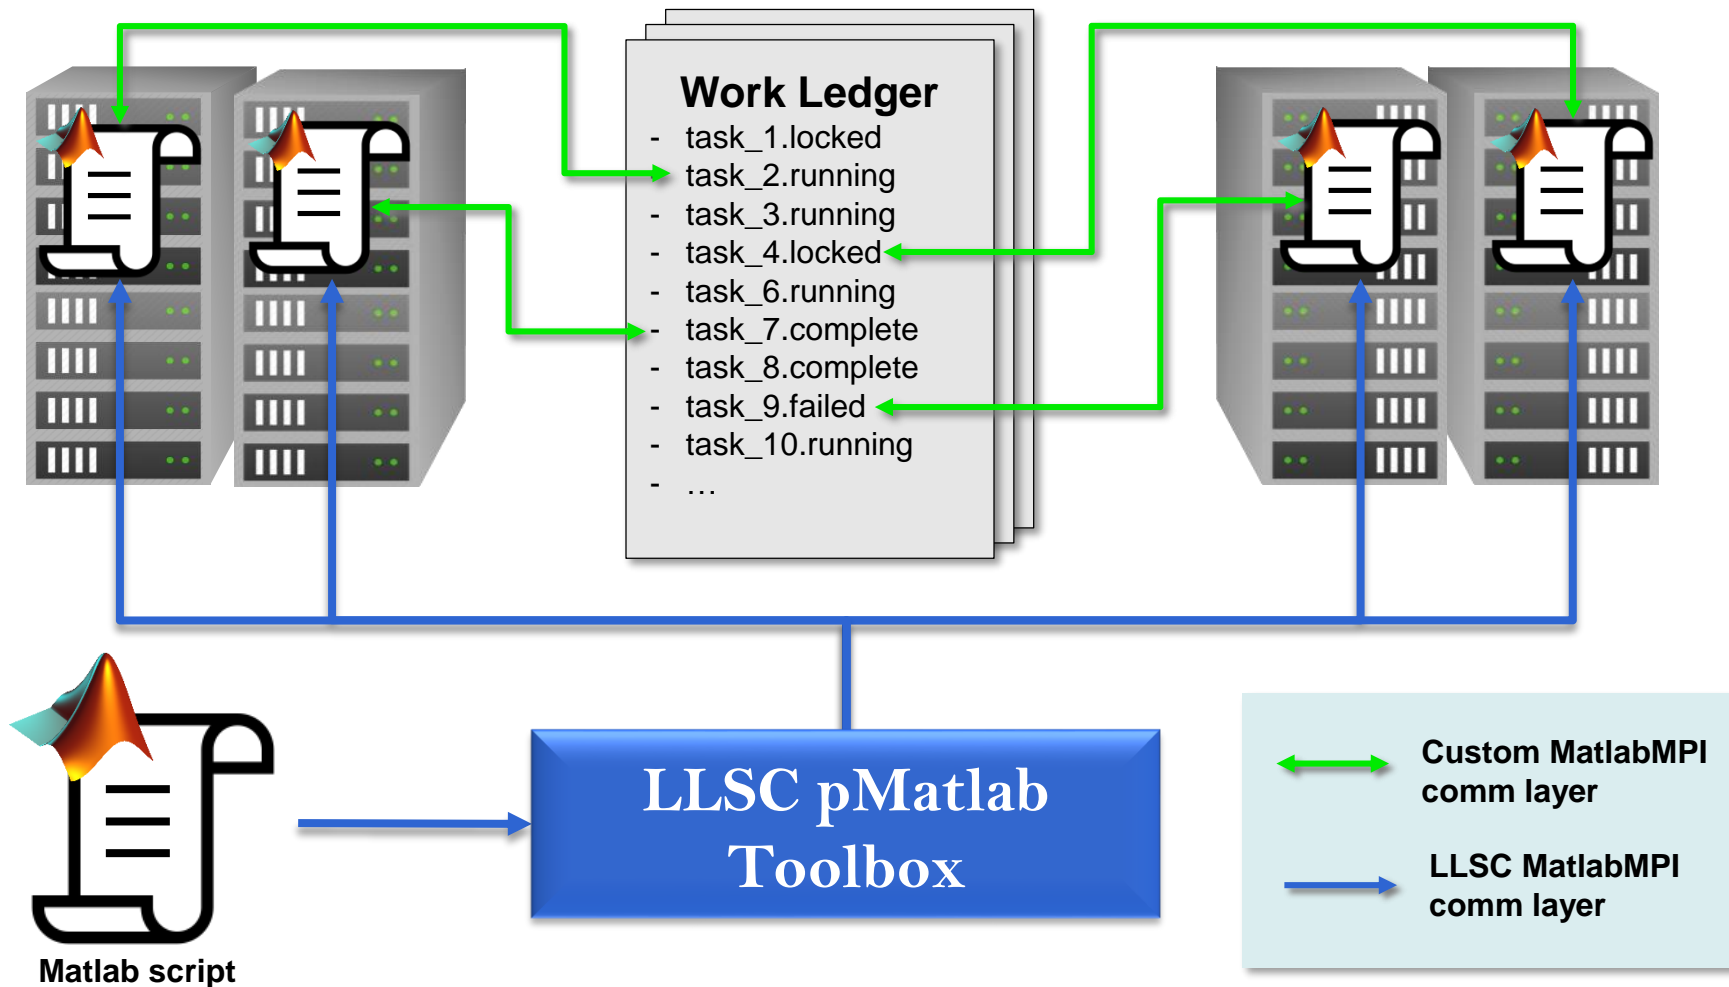 Work Ledger
- task_1.locked
- task_2.running
- task_3.running
- task_4.locked
- task_6.running
- task_7.complete
- task_8.complete
- task_9.failed
- task_10.running
- …
LLSC pMatlab
Toolbox
Custom MatlabMPI
comm layer
LLSC MatlabMPI
comm layer
Matlab script